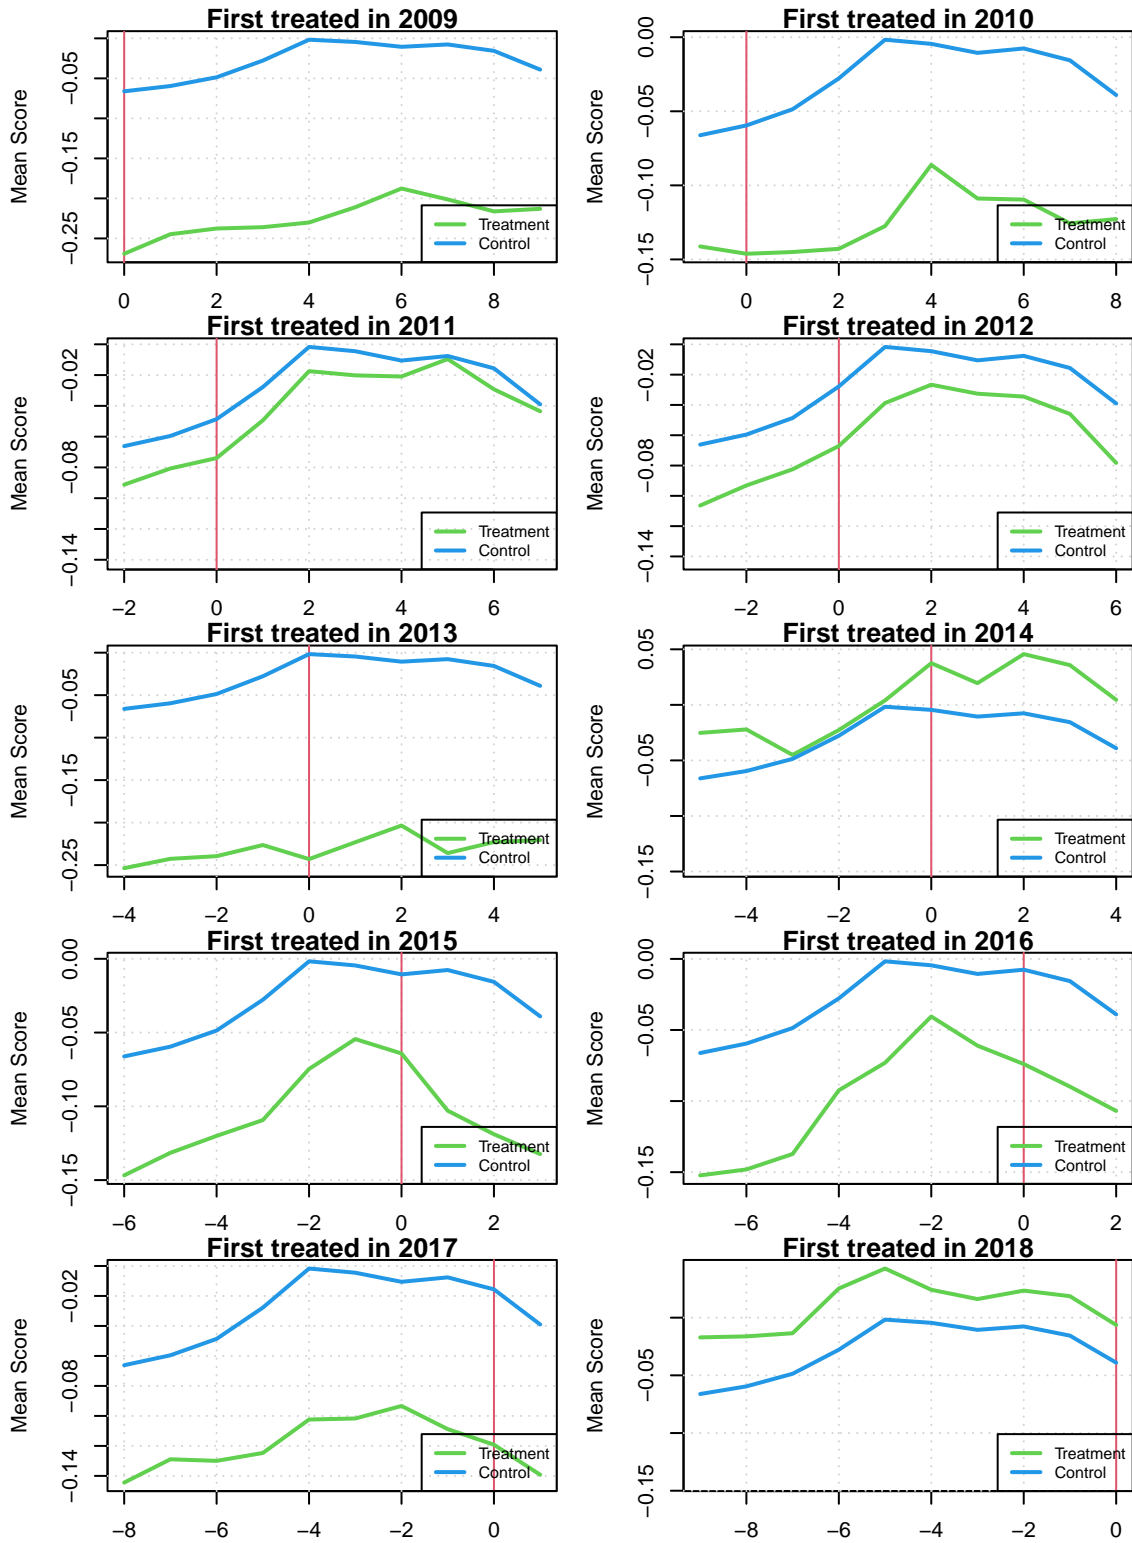 First treated in 2009
Mean Score
−0.05
−0.15
−0.25
Treatment
Control
0 2 4 6 8
First treated in 2010
Mean Score
0.00
−0.05
−0.10
−0.15
Treatment
Control
0 2 4 6 8
First treated in 2011
Mean Score
−0.02
−0.08
−0.14
Treatment
Control
−2 0 2 4 6
First treated in 2012
Mean Score
−0.02
−0.08
−0.14
Treatment
Control
−2 0 2 4 6
First treated in 2013
Mean Score
−0.05
−0.15
−0.25
Treatment
Control
−4 −2 0 2 4
First treated in 2014
Mean Score
0.05
−0.05
−0.15
Treatment
Control
−4 −2 0 2 4
First treated in 2015
Mean Score
0.00
−0.05
−0.10
−0.15
Treatment
Control
−6 −4 −2 0 2
First treated in 2016
Mean Score
0.00
−0.05
−0.15
Treatment
Control
−6 −4 −2 0 2
First treated in 2017
Mean Score
−0.02
−0.08
−0.14
Treatment
Control
−8 −6 −4 −2 0
First treated in 2018
Mean Score
−0.05
−0.15
Treatment
Control
−8 −6 −4 −2 0